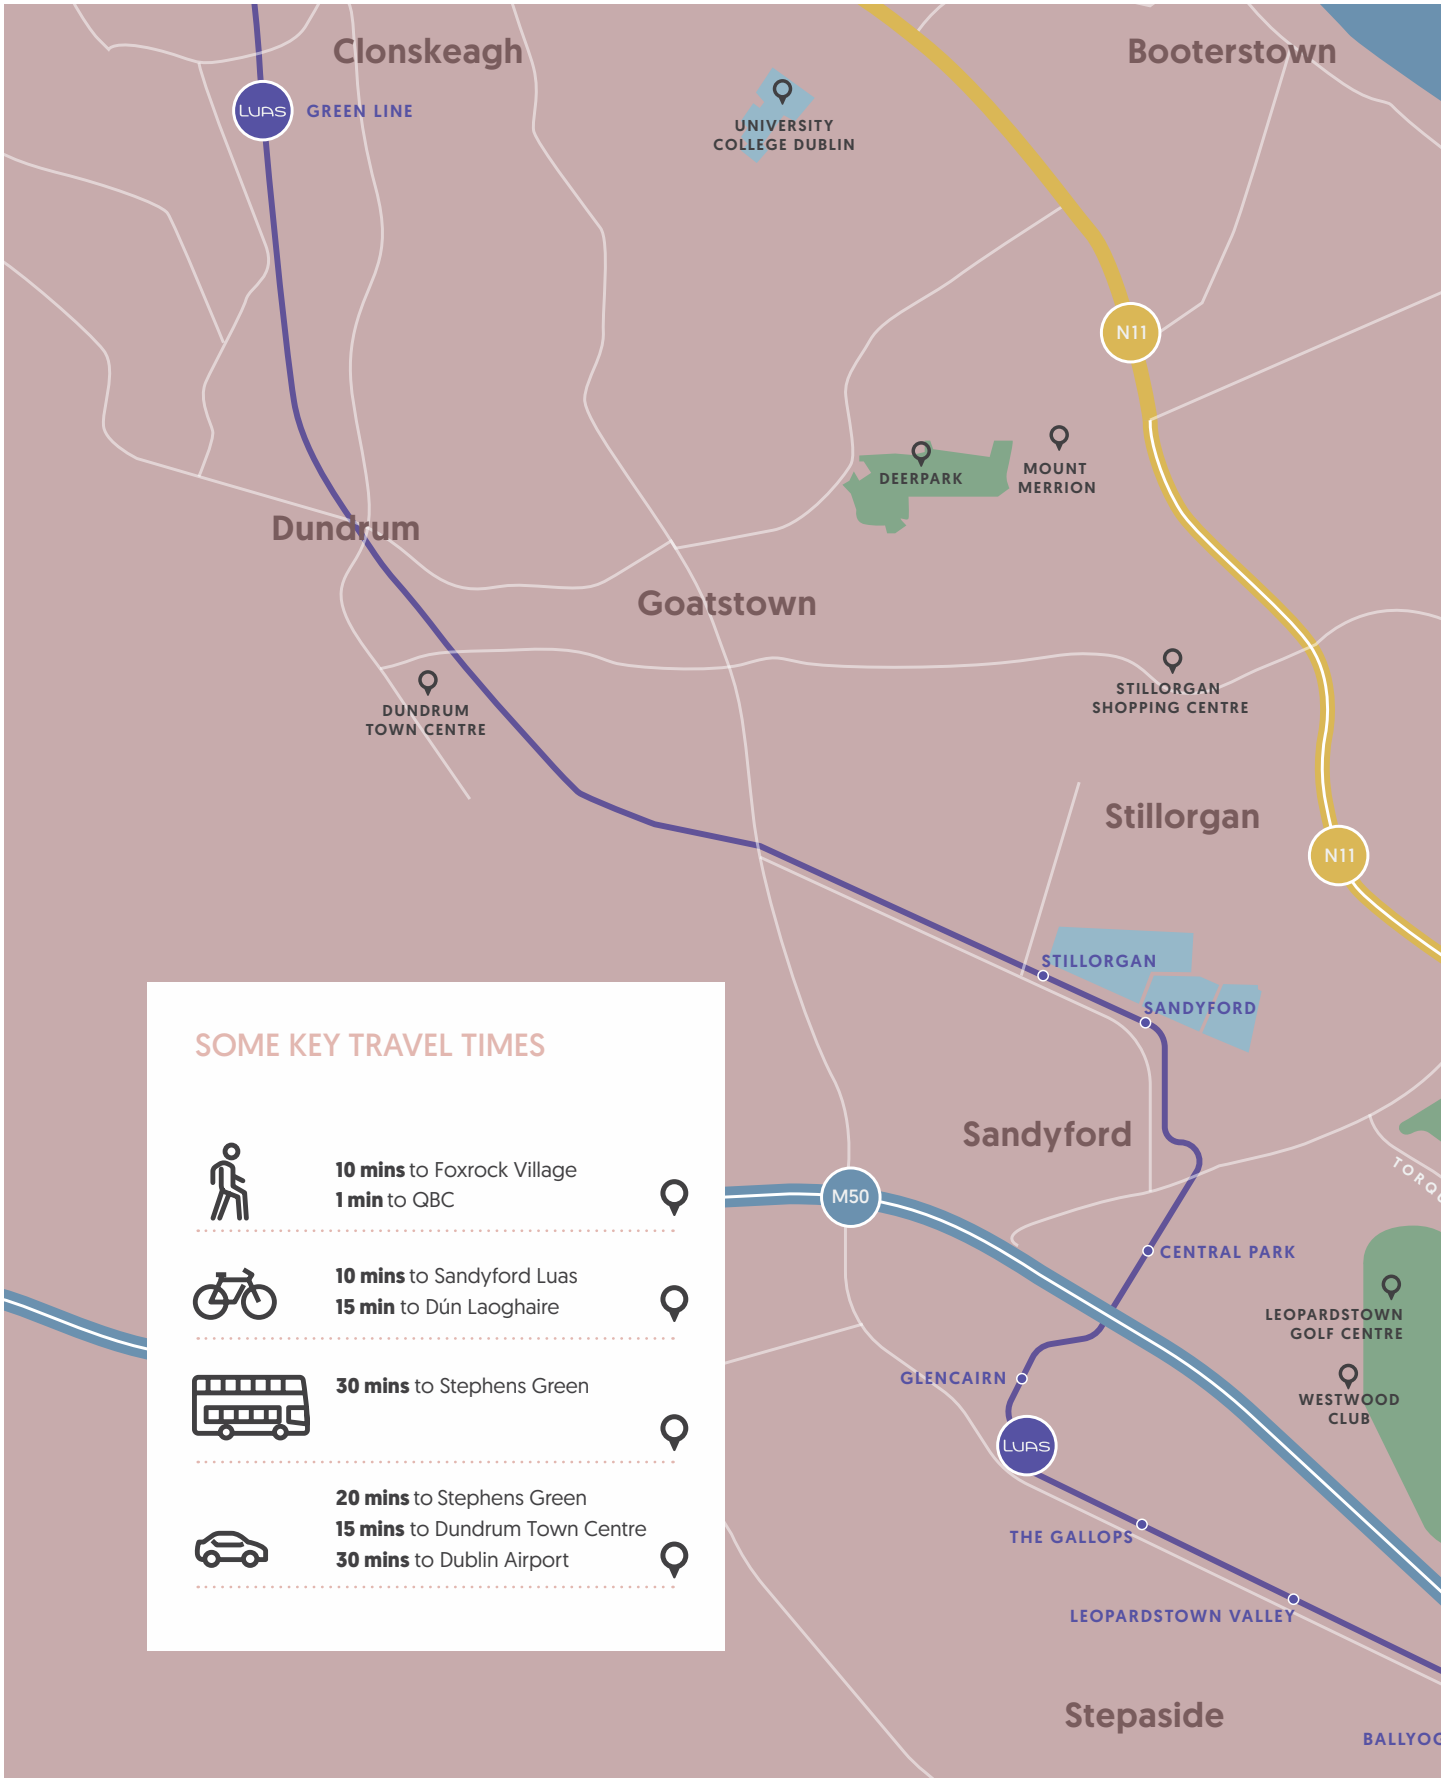 Clonskeagh
Booterstown
LUAS
GREEN LINE
UNIVERSITY
COLLEGE DUBLIN
N11
DEERPARK
MOUNT
MERRION
Dundrum
Goatstown
STILLORGAN
SHOPPING CENTRE
DUNDRUM
TOWN CENTRE
Stillorgan
N11
STILLORGAN
SANDYFORD
Sandyford
TORQU
M50
CENTRAL PARK
LEOPARDSTOWN
GOLF CENTRE
GLENCAIRN
WESTWOOD
CLUB
LUAS
THE GALLOPS
LEOPARDSTOWN VALLEY
Stepaside
BALLYOG
SOME KEY TRAVEL TIMES
10 mins to Foxrock Village
1 min to QBC
10 mins to Sandyford Luas
15 min to Dún Laoghaire
30 mins to Stephens Green
20 mins to Stephens Green
15 mins to Dundrum Town Centre
30 mins to Dublin Airport